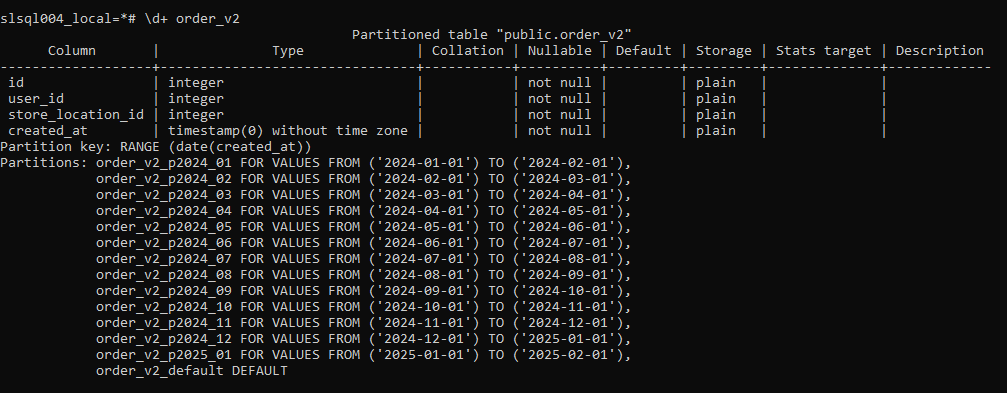 slsql004_local=*# \d+ order_v2
Partitioned table "public.order_v2"
Column | Type | Collation | Nullable | Default | Storage | Stats target | Description
-------------------+-------------------------------+-----------+----------+---------+---------+--------------+-------------
id | integer | | not null | | plain | |
user_id | integer | | not null | | plain | |
store_location_id | integer | | not null | | plain | |
created_at | timestamp(0) without time zone | | not null | | plain | |
Partition key: RANGE (date(created_at))
Partitions: order_v2_p2024_01 FOR VALUES FROM ('2024-01-01') TO ('2024-02-01'),
order_v2_p2024_02 FOR VALUES FROM ('2024-02-01') TO ('2024-03-01'),
order_v2_p2024_03 FOR VALUES FROM ('2024-03-01') TO ('2024-04-01'),
order_v2_p2024_04 FOR VALUES FROM ('2024-04-01') TO ('2024-05-01'),
order_v2_p2024_05 FOR VALUES FROM ('2024-05-01') TO ('2024-06-01'),
order_v2_p2024_06 FOR VALUES FROM ('2024-06-01') TO ('2024-07-01'),
order_v2_p2024_07 FOR VALUES FROM ('2024-07-01') TO ('2024-08-01'),
order_v2_p2024_08 FOR VALUES FROM ('2024-08-01') TO ('2024-09-01'),
order_v2_p2024_09 FOR VALUES FROM ('2024-09-01') TO ('2024-10-01'),
order_v2_p2024_10 FOR VALUES FROM ('2024-10-01') TO ('2024-11-01'),
order_v2_p2024_11 FOR VALUES FROM ('2024-11-01') TO ('2024-12-01'),
order_v2_p2024_12 FOR VALUES FROM ('2024-12-01') TO ('2025-01-01'),
order_v2_p2025_01 FOR VALUES FROM ('2025-01-01') TO ('2025-02-01'),
order_v2_default DEFAULT